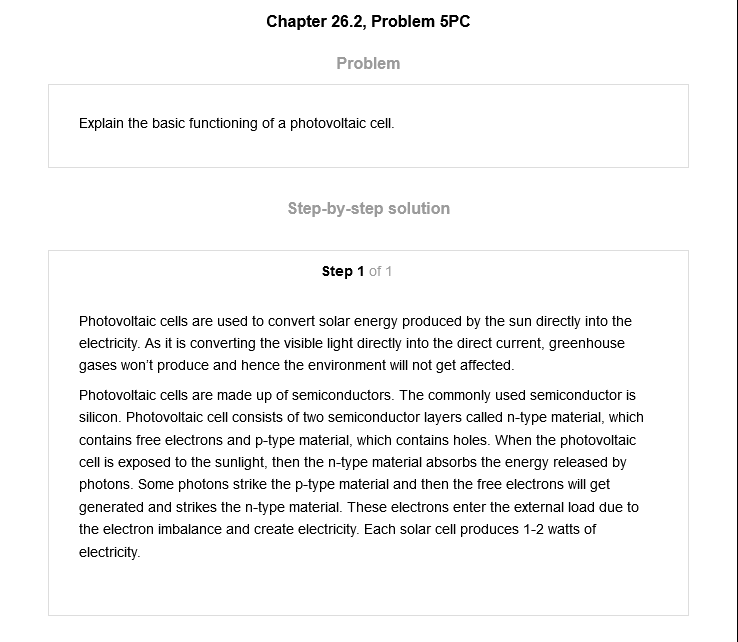 Chapter 26.2, Problem 5PC
Problem
Explain the basic functioning of a photovoltaic cell.
Step-by-step solution
Step 1 of 1
Photovoltaic cells are used to convert solar energy produced by the sun directly into the
electricity. As it is converting the visible light directly into the direct current, greenhouse
gases won't produce and hence the environment will not get affected.
Photovoltaic cells are made up of semiconductors. The commonly used semiconductor is
silicon. Photovoltaic cell consists of two semiconductor layers called n-type material, which
contains free electrons and p-type material, which contains holes. When the photovoltaic
cell is exposed to the sunlight, then the n-type material absorbs the energy released by
photons. Some photons strike the p-type material and then the free electrons will get
generated and strikes the n-type material. These electrons enter the external load due to
the electron imbalance and create electricity. Each solar cell produces 1-2 watts of
electricity.